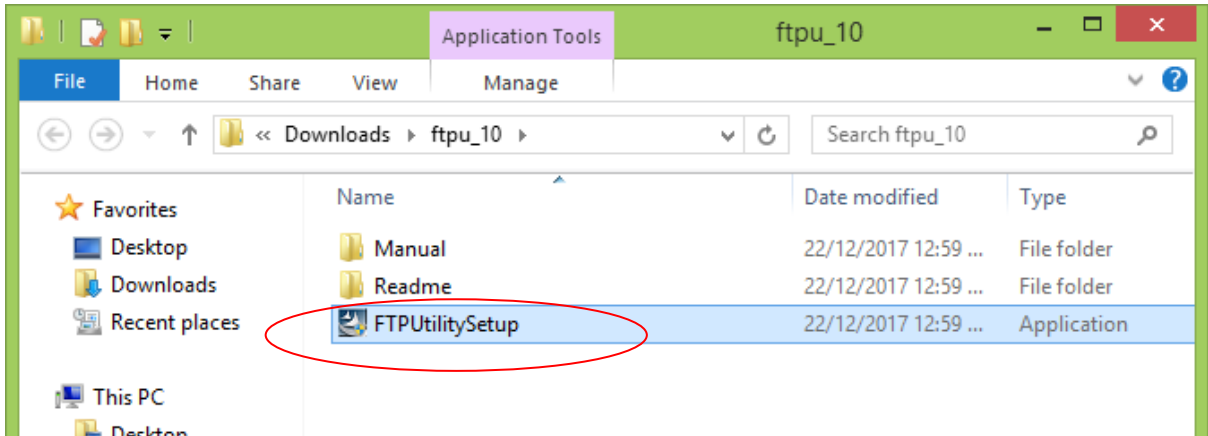 Application Tools ftpu_10
File Home Share View Manage
« Downloads ftpu_10 Search ftpu_10
Name Date modified Type
Favorites
Desktop Manual 22/12/2017 12:59 ... File folder
Downloads Readme 22/12/2017 12:59 ... File folder
Recent places FTPUtilitySetup 22/12/2017 12:59 ... Application
This PC
Desktop